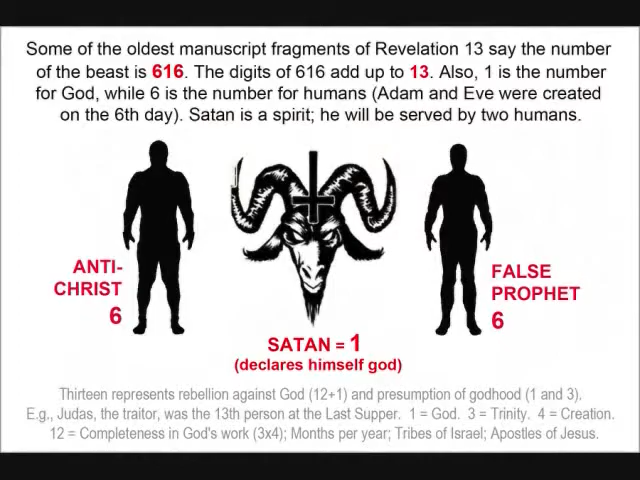 Some of the oldest manuscript fragments of Revelation 13 say the number
of the beast is 616. The digits of 616 add up to 13. Also, 1 is the number
for God, while 6 is the number for humans (Adam and Eve were created
on the 6th day). Satan is a spirit; he will be served by two humans.
ANTI-
CHRIST
6
SATAN = 1
(declares himself god)
FALSE
PROPHET
6
Thirteen represents rebellion against God (12+1) and presumption of godhood (1 and 3).
E.g., Judas, the traitor, was the 13th person at the Last Supper. 1 = God. 3 = Trinity. 4 = Creation.
12 = Completeness in God's work (3x4); Months per year; Tribes of Israel; Apostles of Jesus.